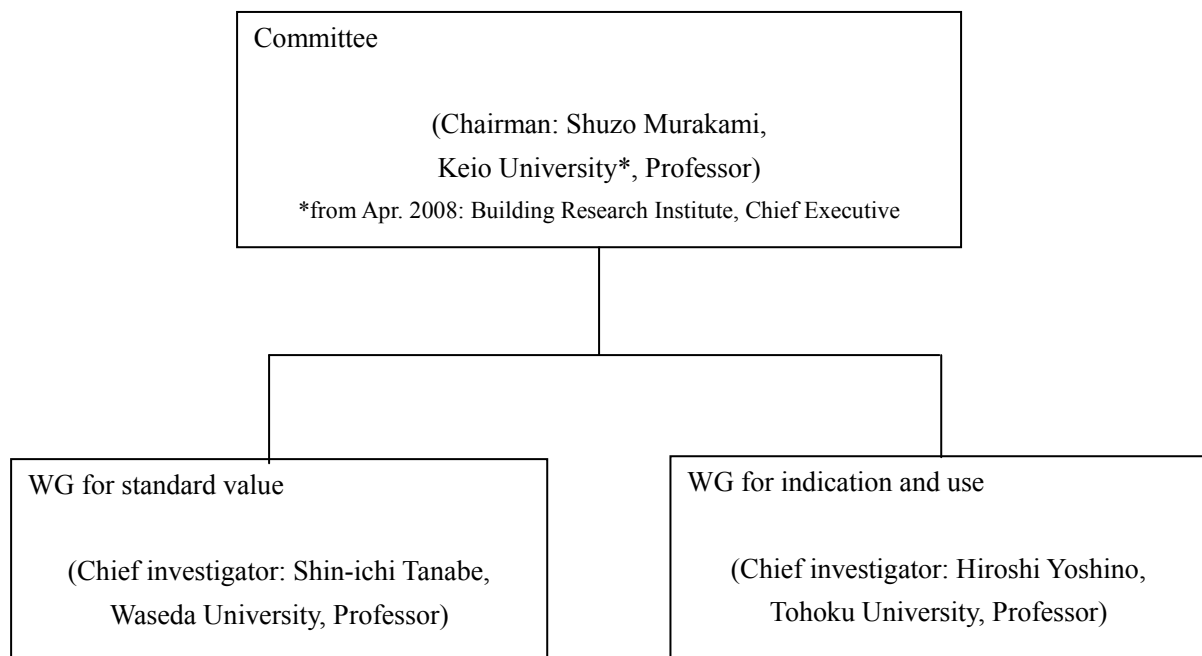 Committee
(Chairman: Shuzo Murakami,
Keio University*, Professor)
*from Apr. 2008: Building Research Institute, Chief Executive
WG for standard value
(Chief investigator: Shin-ichi Tanabe,
Waseda University, Professor)
WG for indication and use
(Chief investigator: Hiroshi Yoshino,
Tohoku University, Professor)